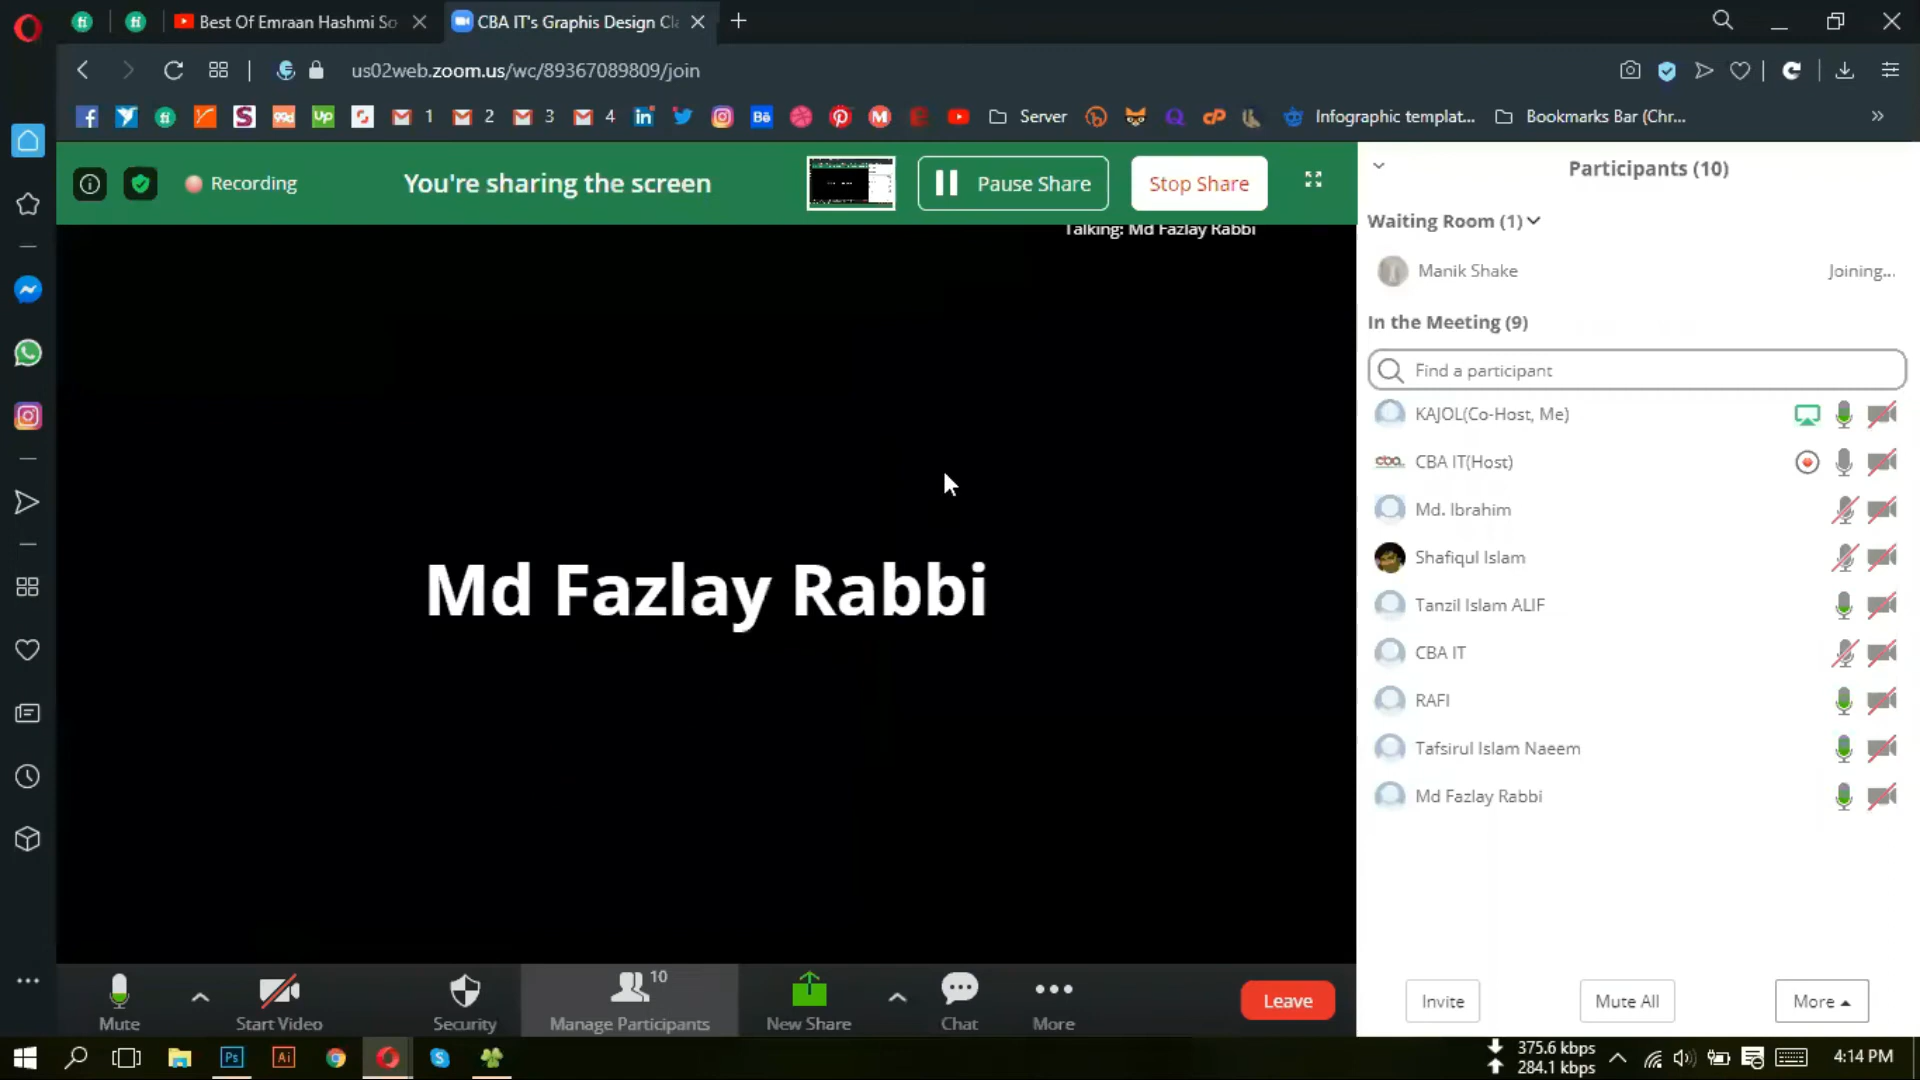 Best Of Emraan Hashmi So
CBA IT's Graphis Design Cl
us02web.zoom.us/wc/89367089809/join
1
2
3
4
Server
Infographic templat...
Bookmarks Bar (Chr...
Recording
You're sharing the screen
Pause Share
Stop Share
Talking: Md Fazlay Rabbi
Md Fazlay Rabbi
Participants (10)
Waiting Room (1)
Manik Shake
Joining...
In the Meeting (9)
Find a participant
KAJOL(Co-Host, Me)
CBA IT(Host)
Md. Ibrahim
Shafiqul Islam
Tanzil Islam ALIF
CBA IT
RAFI
Tafsirul Islam Naeem
Md Fazlay Rabbi
Invite
Mute All
More
Mute
Start Video
Security
10
Manage Participants
New Share
Chat
More
Leave
Ps
Ai
375.6 kbps
284.1 kbps
4:14 PM